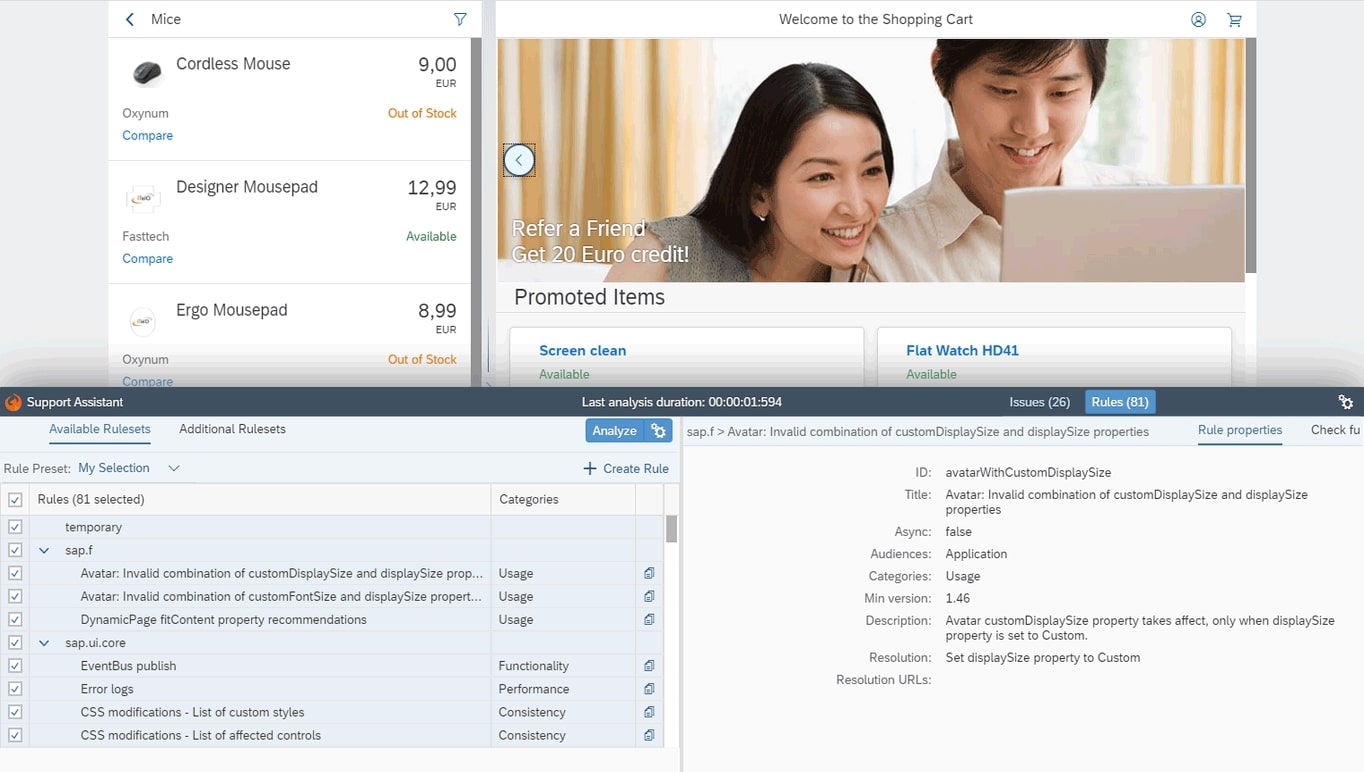 Mice
Welcome to the Shopping Cart
Cordless Mouse
9,00
EUR
Oxynum
Out of Stock
Compare
Designer Mousepad
12,99
EUR
Fasttech
Available
Compare
Ergo Mousepad
8,99
EUR
Oxynum
Out of Stock
Compare
Refer a Friend
Get 20 Euro credit!
Promoted Items
Screen clean
Available
Flat Watch HD41
Available
Support Assistant
Last analysis duration: 00:00:01:594
Issues (26)
Rules (81)
Available Rulesets
Additional Rulesets
Analyze
Rule Preset: My Selection
Create Rule
Rules (81 selected)
Categories
temporary
sap.f
Avatar: Invalid combination of customDisplaySize and displaySize prop...
Usage
Avatar: Invalid combination of customFontSize and displaySize propert...
Usage
DynamicPage fitContent property recommendations
Usage
sap.ui.core
EventBus publish
Functionality
Error logs
Performance
CSS modifications - List of custom styles
Consistency
CSS modifications - List of affected controls
Consistency
sap.f > Avatar: Invalid combination of customDisplaySize and displaySize properties
Rule properties
Check fu
ID: avatarWithCustomDisplaySize
Title: Avatar: Invalid combination of customDisplaySize and displaySize
properties
Async: false
Audiences: Application
Categories: Usage
Min version: 1.46
Description: Avatar customDisplaySize property takes affect, only when displaySize
property is set to Custom.
Resolution: Set displaySize property to Custom
Resolution URLs: